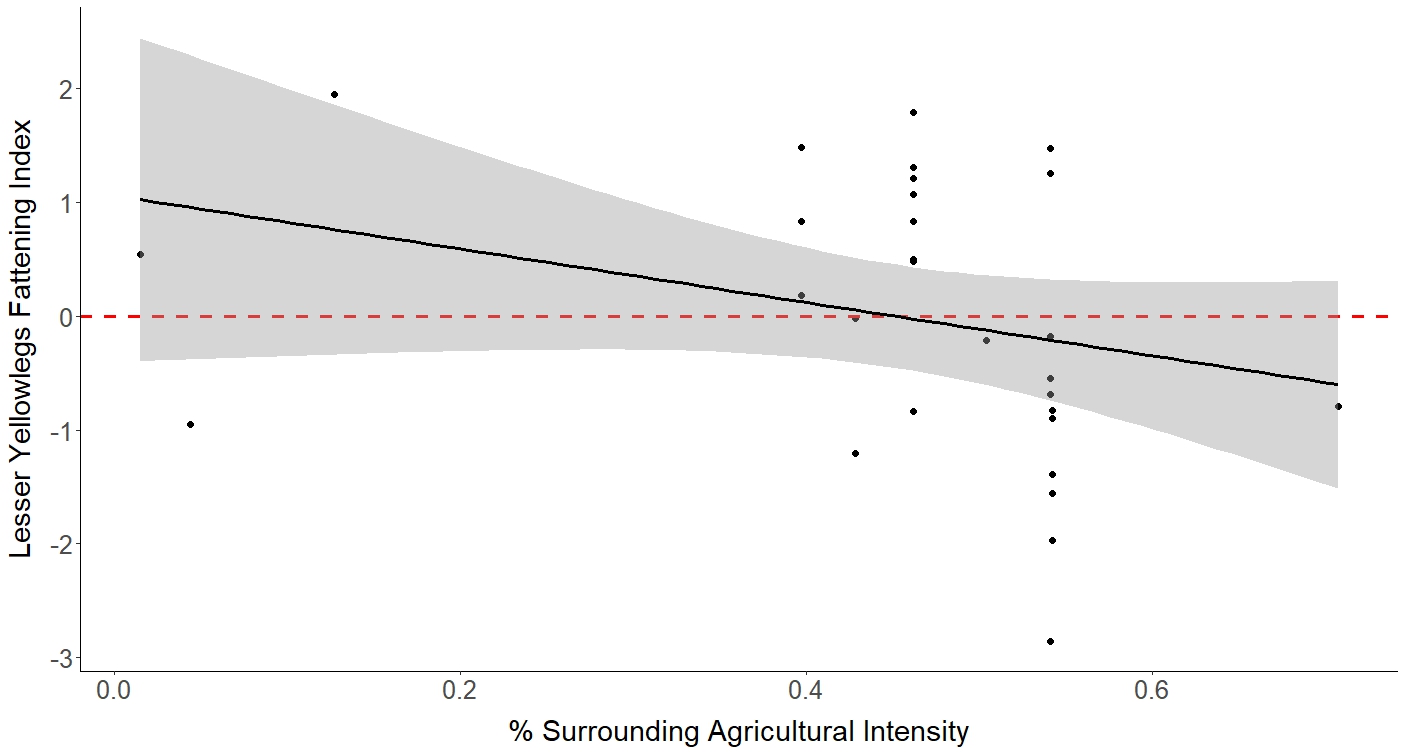 Lesser Yellowlegs Fattening Index
2
1
0
-1
-2
-3
0.0 0.2 0.4 0.6
% Surrounding Agricultural Intensity